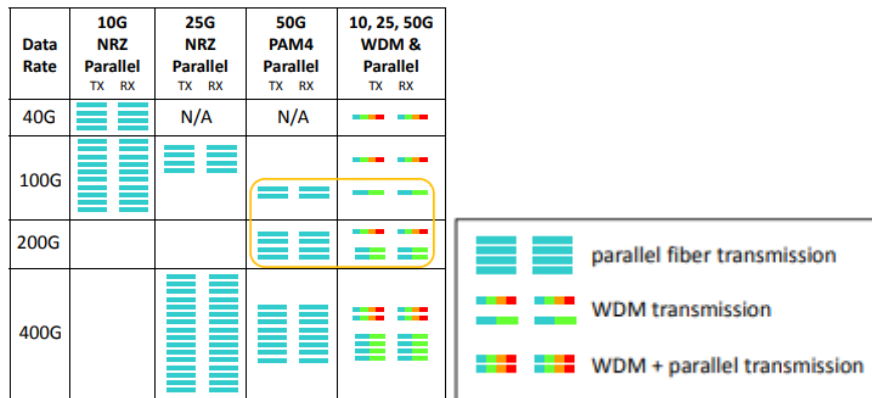 Data Rate
10G NRZ Parallel
TX RX
25G NRZ Parallel
TX RX
50G PAM4 Parallel
TX RX
10, 25, 50G WDM & Parallel
TX RX
40G
N/A
N/A
100G
200G
400G
parallel fiber transmission
WDM transmission
WDM + parallel transmission